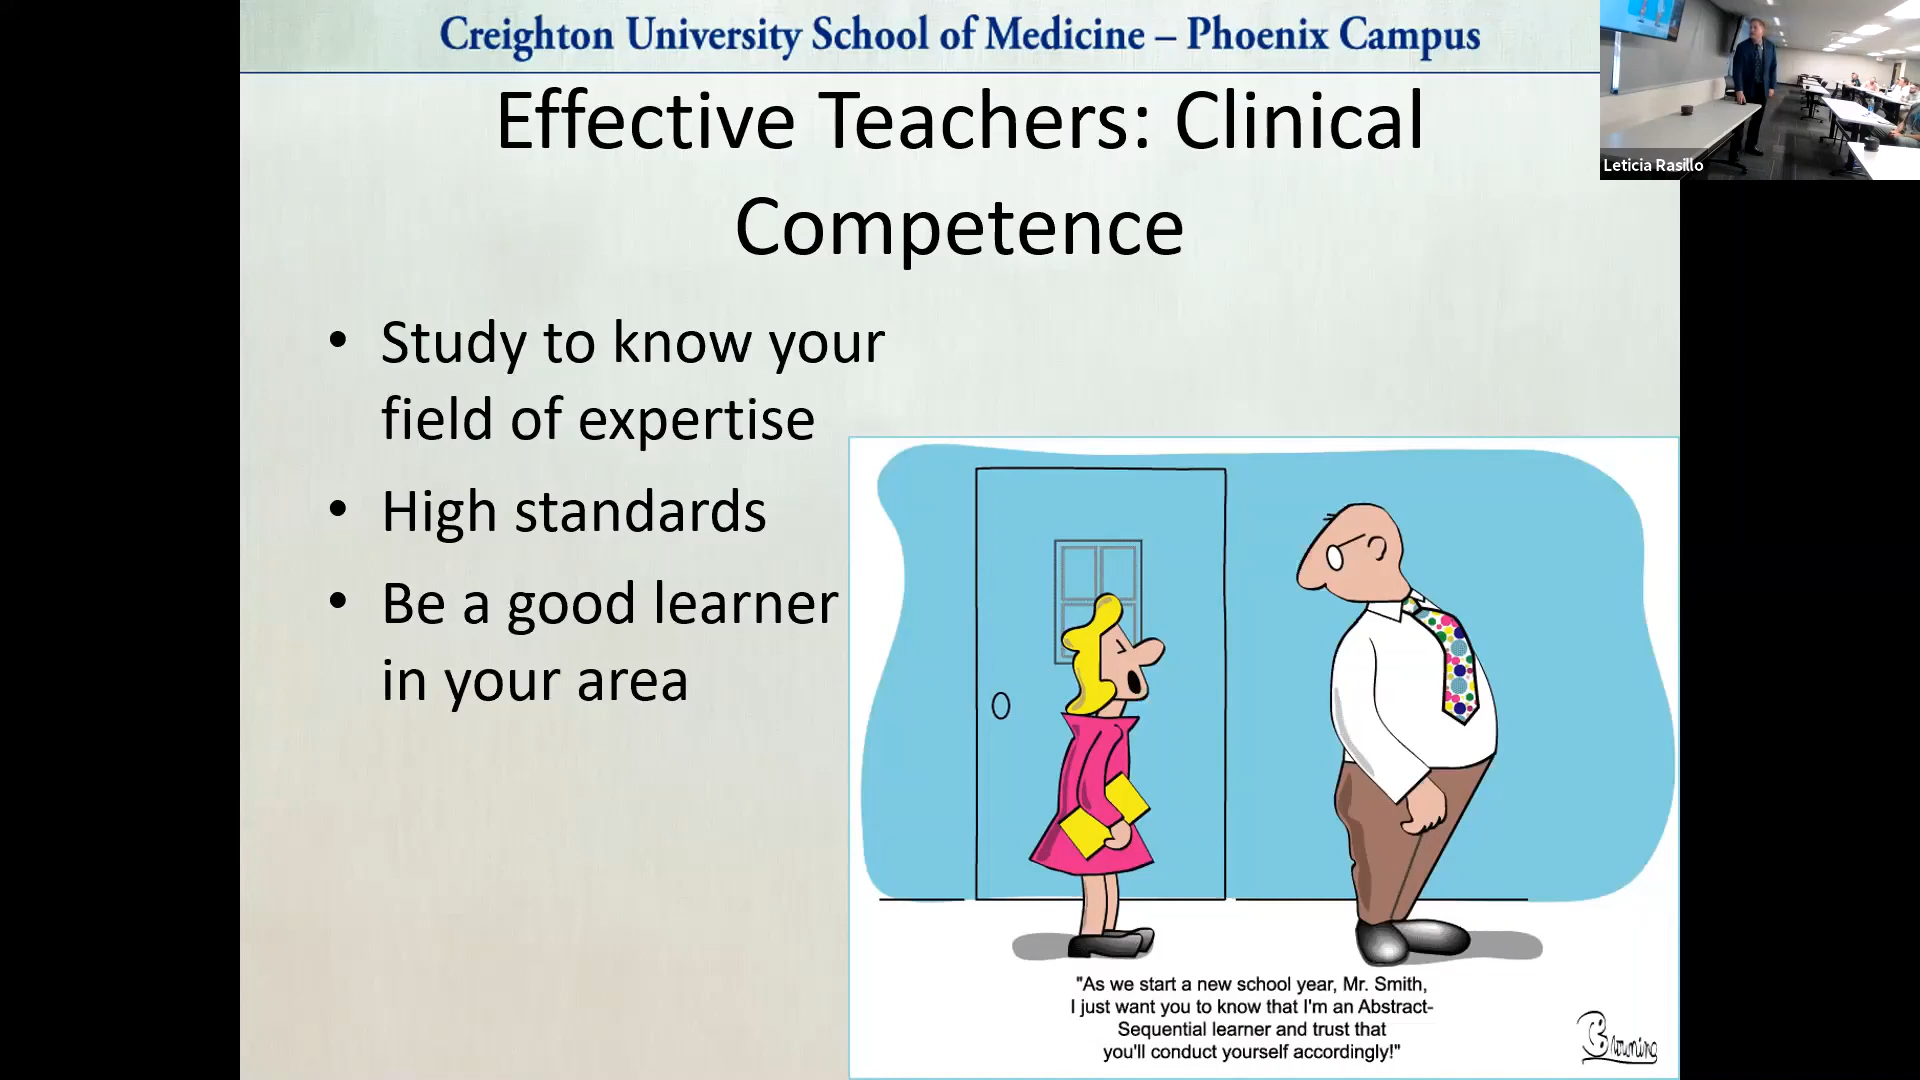 Creighton University School of Medicine – Phoenix Campus
Effective Teachers: Clinical
Competence
• Study to know your
field of expertise
• High standards
• Be a good learner
in your area
"As we start a new school year, Mr. Smith,
I just want you to know that I'm an Abstract-
Sequential learner and trust that
you'll conduct yourself accordingly!"
Browning
Leticia Rasillo